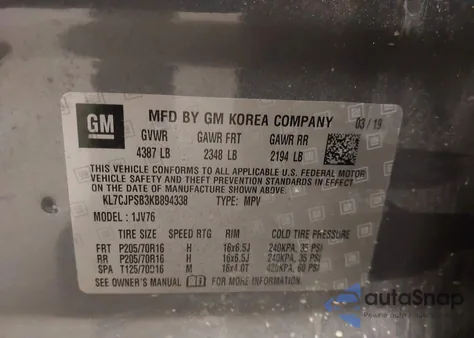 GM
MFD BY GM KOREA COMPANY 03/19
GVWR GAWR FRT GAWR RR
4387 LB 2348 LB 2194 LB
THIS VEHICLE CONFORMS TO ALL APPLICABLE U.S. FEDERAL MOTOR
VEHICLE SAFETY AND THEFT PREVENTION STANDARDS IN EFFECT ON
THE DATE OF MANUFACTURE SHOWN ABOVE.
KL7CJPSB3KB894338 TYPE: MPV
MODEL: 1JV76
TIRE SIZE SPEED RTG RIM COLD TIRE PRESSURE
FRT P205/70R16 H 16x6.5J 240KPA, 35 PSI
RR P205/70R16 H 16x6.5J 240KPA, 35 PSI
SPA T125/70D16 M 16x4.0T 420KPA, 60 PSI
SEE OWNER'S MANUAL FOR MORE INFORMATION
autoSnap